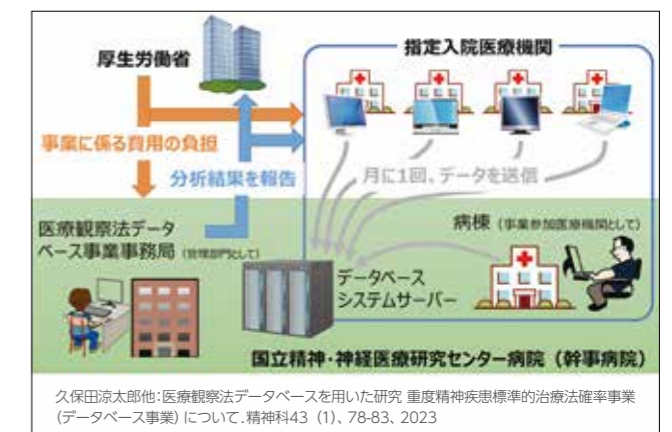 厚生労働省
指定入院医療機関
事業に係る費用の負担
分析結果を報告
月に1回、データを送信
医療観察法データ
ベース事業事務局（管理部門として）
病棟（事業参加医療機関として）
データベース
システムサーバー
国立精神・神経医療研究センター病院（幹事病院）
久保田涼太郎他：医療観察法データベースを用いた研究 重度精神疾患標準的治療法確率事業
（データベース事業）について．精神科43（1）、78-83、2023